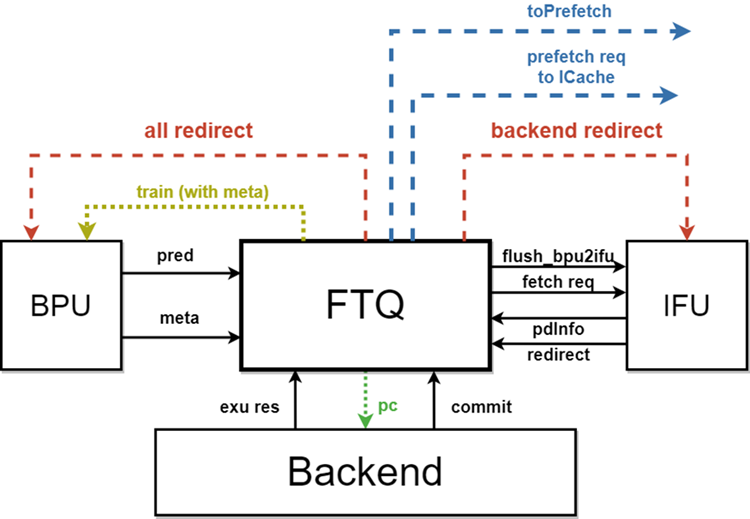 toPrefetch
prefetch req
to ICache
all redirect
backend redirect
train (with meta)
BPU
pred
meta
FTQ
flush_bpu2ifu
fetch req
pdInfo
redirect
IFU
exu res
pc
commit
Backend